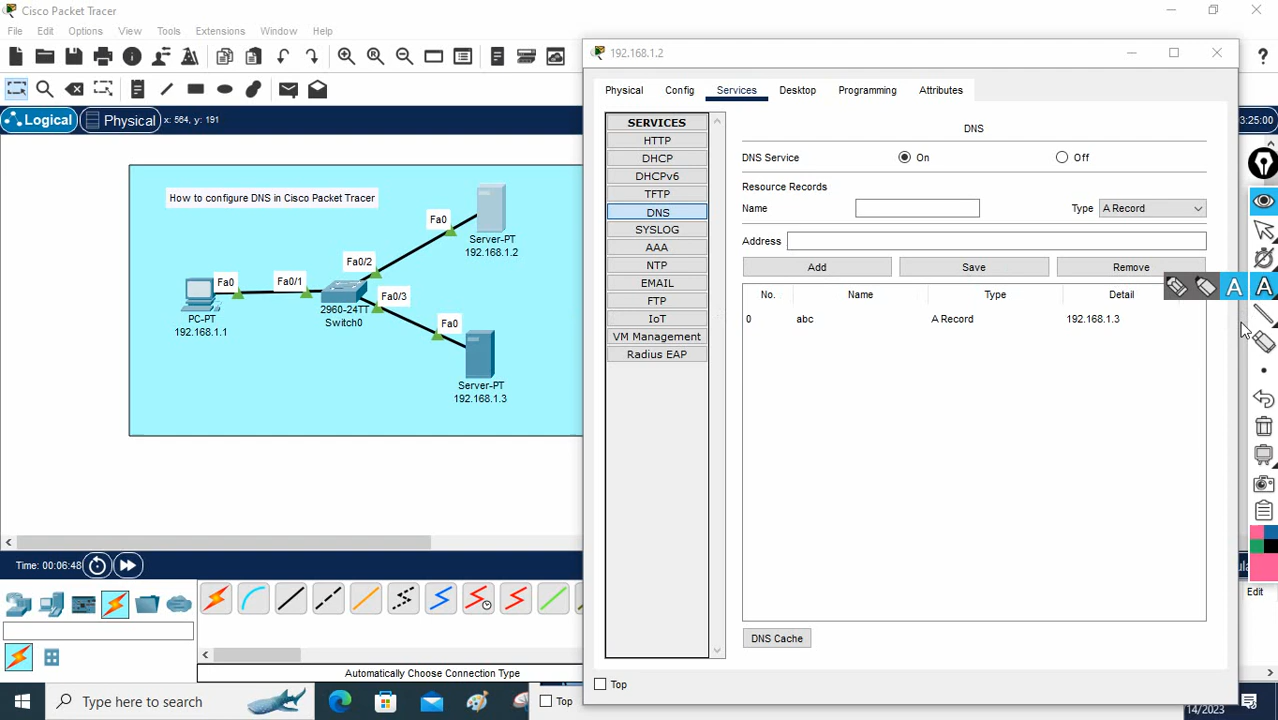 Cisco Packet Tracer
File Edit Options View Tools Extensions Window Help
Logical Physical x: 564, y: 191
3:25:00
How to configure DNS in Cisco Packet Tracer
Fa0
Server-PT
192.168.1.2
Fa0/2
Fa0
Fa0/1
Fa0/3
PC-PT
192.168.1.1
2960-24TT
Switch0
Fa0
Server-PT
192.168.1.3
Time: 00:06:48
Automatically Choose Connection Type
Type here to search
Top
192.168.1.2
Physical Config Services Desktop Programming Attributes
SERVICES
HTTP
DHCP
DHCPv6
TFTP
DNS
SYSLOG
AAA
NTP
EMAIL
FTP
IoT
VM Management
Radius EAP
DNS
DNS Service On Off
Resource Records
Name Type A Record
Address
Add Save Remove
No. Name Type Detail
0 abc A Record 192.168.1.3
DNS Cache
Top
A A
Edit
14/2023